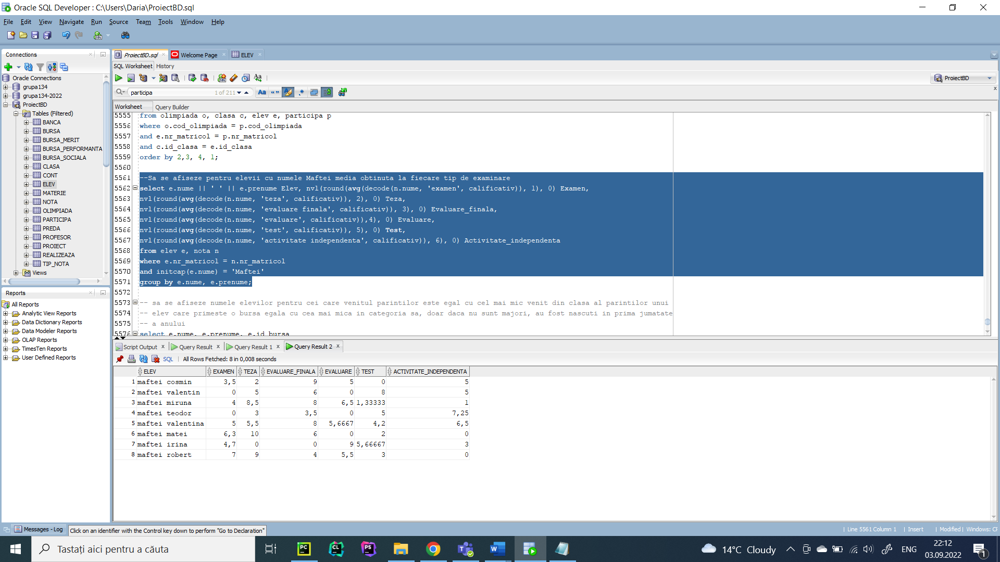 Oracle SQL Developer : C:\Users\Daria\ProiectBD.sql
File Edit View Navigate Run Source Team Tools Window Help
Connections
Oracle Connections
grupa134
grupa134-2022
ProiectBD
Tables (Filtered)
BANCA
BURSA
BURSA_MERIT
BURSA_PERFORMANTA
BURSA_SOCIALA
CLASA
CONT
ELEV
MATERIE
NOTA
OLIMPIADA
PARTICIPA
PREDA
PROFESOR
PROIECT
REALIZEAZA
TIP_NOTA
Views
Reports
All Reports
Analytic View Reports
Data Dictionary Reports
Data Modeler Reports
OLAP Reports
TimesTen Reports
User Defined Reports
ProiectBD.sql Welcome Page ELEV
SQL Worksheet History
ProiectBD
participa 1 of 211
Worksheet Query Builder
5555 from olimpiada o, clasa c, elev e, participa p
5556 where o.cod_olimpiada = p.cod_olimpiada
5557 and e.nr_matricol = p.nr_matricol
5558 and c.id_clasa = e.id_clasa
5559 order by 2,3, 4, 1;
5560
5561 --Sa se afiseze pentru elevii cu numele Maftei media obtinuta la fiecare tip de examinare
5562 select e.nume || ' ' || e.prenume Elev, nvl(round(avg(decode(n.nume, 'examen', calificativ)), 1), 0) Examen,
5563 nvl(round(avg(decode(n.nume, 'teza', calificativ)), 2), 0) Teza,
5564 nvl(round(avg(decode(n.nume, 'evaluare finala', calificativ)), 3), 0) Evaluare_finala,
5565 nvl(round(avg(decode(n.nume, 'evaluare', calificativ)),4), 0) Evaluare,
5566 nvl(round(avg(decode(n.nume, 'test', calificativ)), 5), 0) Test,
5567 nvl(round(avg(decode(n.nume, 'activitate independenta', calificativ)), 6), 0) Activitate_independenta
5568 from elev e, nota n
5569 where e.nr_matricol = n.nr_matricol
5570 and initcap(e.nume) = 'Maftei'
5571 group by e.nume, e.prenume;
5572
5573 -- sa se afiseze numele elevilor pentru cei care venitul parintilor este egal cu cel mai mic venit din clasa al parintilor unui
5574 -- elev care primeste o bursa egala cu cea mai mica in categoria sa, doar daca nu sunt majori, au fost nascuti in prima jumatate
5575 -- a anului
5576 select e.nume, e.prenume, e.id_bursa
Script Output Query Result Query Result 1 Query Result 2
SQL All Rows Fetched: 8 in 0,008 seconds
ELEV EXAMEN TEZA EVALUARE_FINALA EVALUARE TEST ACTIVITATE_INDEPENDENTA
1 maftei cosmin 3,5 2 9 5 0 5
2 maftei valentin 0 5 6 0 8 5
3 maftei miruna 4 8,5 8 6,5 1,33333 1
4 maftei teodor 0 3 3,5 0 5 7,25
5 maftei valentina 5 5,5 8 5,6667 4,2 6,5
6 maftei matei 6,3 10 6 0 2 0
7 maftei irina 4,7 0 0 9 5,66667 3
8 maftei robert 7 9 4 5,5 3 0
Messages - Log
Click on an identifier with the Control key down to perform "Go to Declaration"
Line 5561 Column 1 Insert Modified Windows: CF
Tastați aici pentru a căuta
PC CL PS
14°C Cloudy ENG
22:12
03.09.2022
1